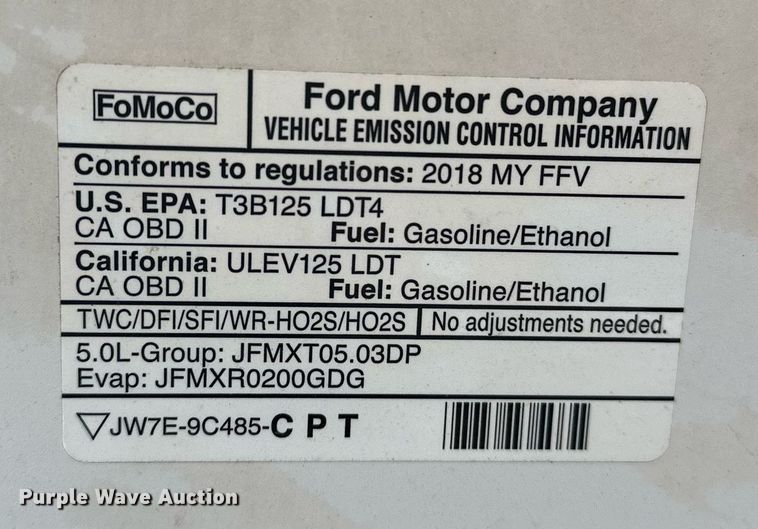 FoMoCo
Ford Motor Company
VEHICLE EMISSION CONTROL INFORMATION
Conforms to regulations: 2018 MY FFV
U.S. EPA: T3B125 LDT4
CA OBD II Fuel: Gasoline/Ethanol
California: ULEV125 LDT
CA OBD II Fuel: Gasoline/Ethanol
TWC/DFI/SFI/WR-HO2S/HO2S No adjustments needed.
5.0L-Group: JFMXT05.03DP
Evap: JFMXR0200GDG
JW7E-9C485-C P T
Purple Wave Auction